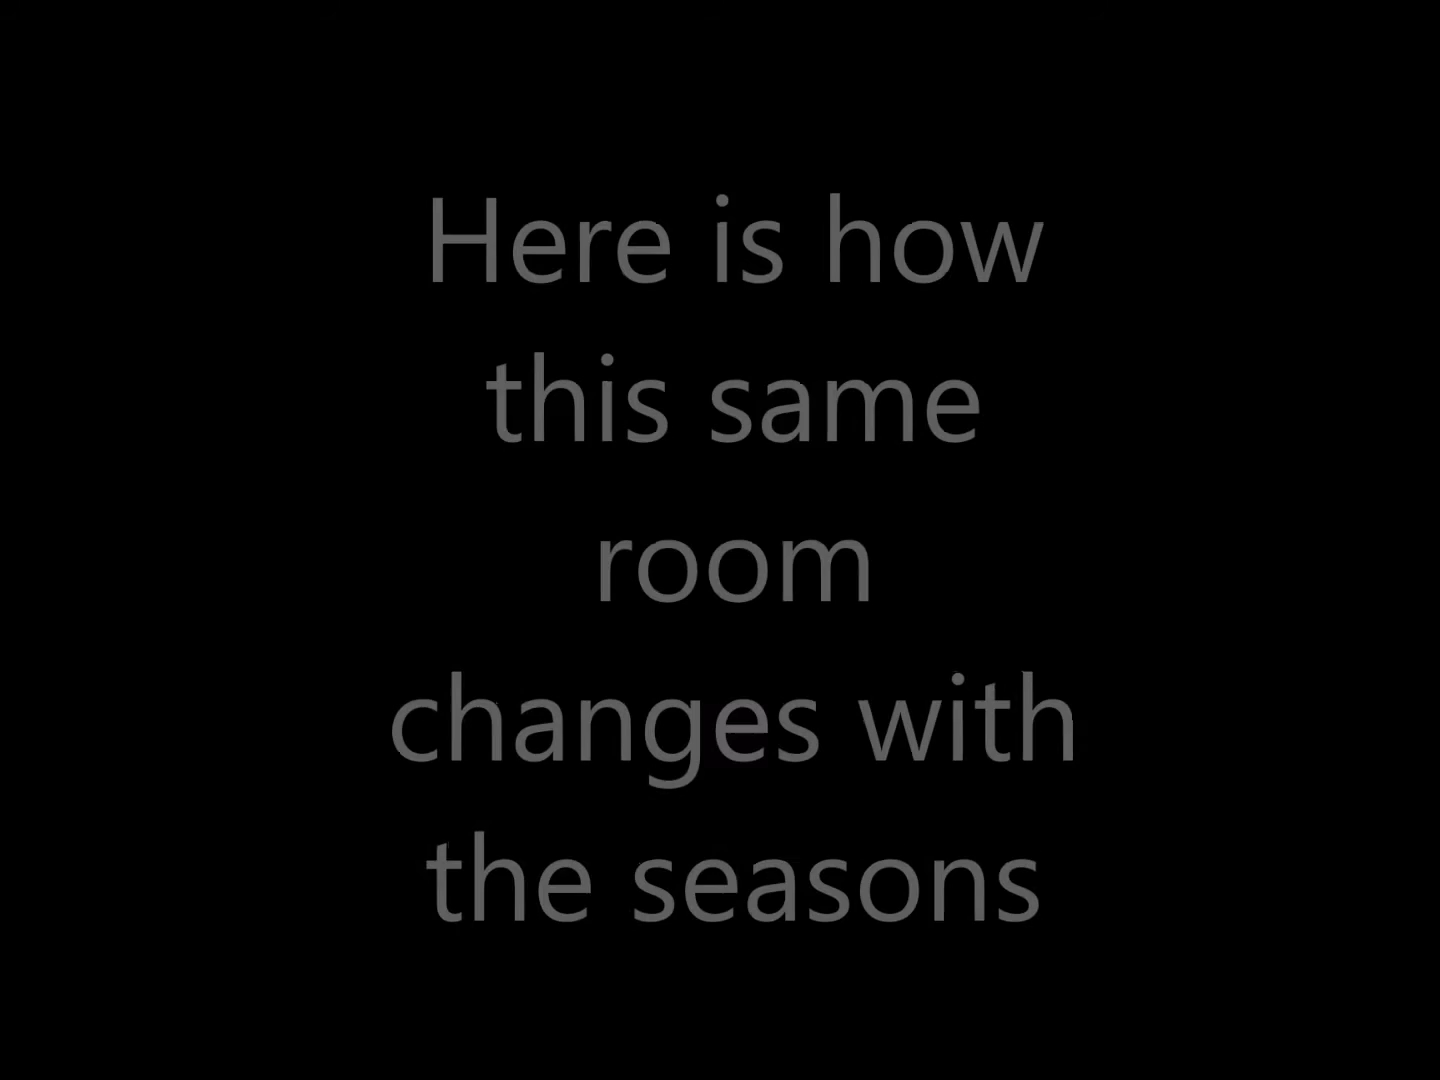 Here is how
this same
room
changes with
the seasons